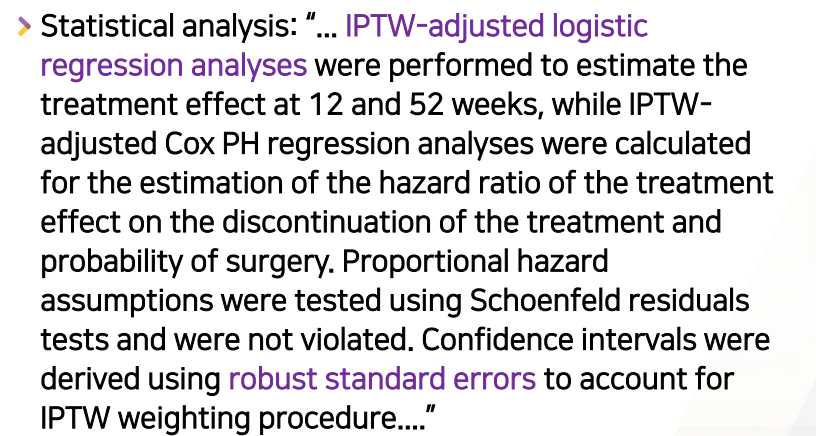 Statistical analysis: “... IPTW-adjusted logistic
regression analyses were performed to estimate the
treatment effect at 12 and 52 weeks, while IPTW-
adjusted Cox PH regression analyses were calculated
for the estimation of the hazard ratio of the treatment
effect on the discontinuation of the treatment and
probability of surgery. Proportional hazard
assumptions were tested using Schoenfeld residuals
tests and were not violated. Confidence intervals were
derived using robust standard errors to account for
IPTW weighting procedure....”